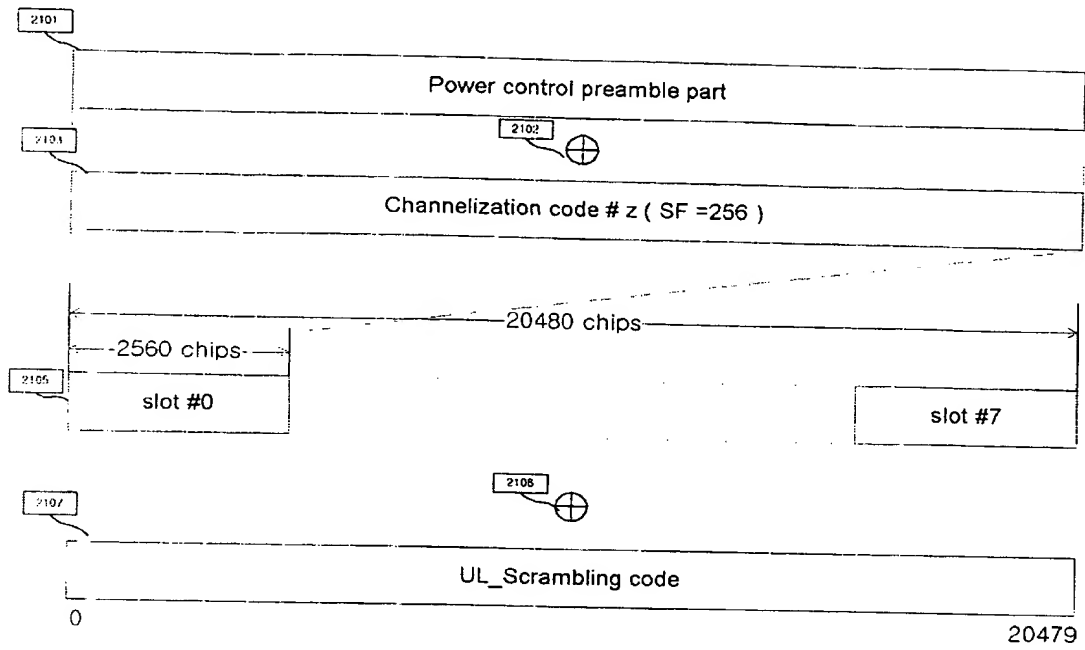 2101
Power control preamble part
2102
2103
Channelization code # z ( SF =256 )
20480 chips
-2560 chips-
2105
slot #0
slot #7
2106
2107
UL_Scrambling code
0
20479